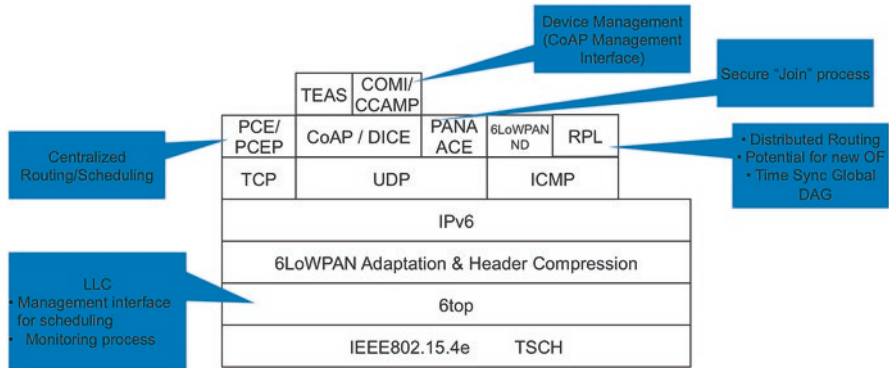 Device Management
(CoAP Management
Interface)
Secure "Join" process
TEAS
COMI/
CCAMP
PCE/
PCEP
CoAP / DICE
PANA
ACE
6LoWPAN
ND
RPL
Centralized
Routing/Scheduling
• Distributed Routing
• Potential for new OF
• Time Sync Global
DAG
TCP
UDP
ICMP
IPv6
6LoWPAN Adaptation & Header Compression
LLC
• Management interface
for scheduling
• Monitoring process
6top
IEEE802.15.4e TSCH